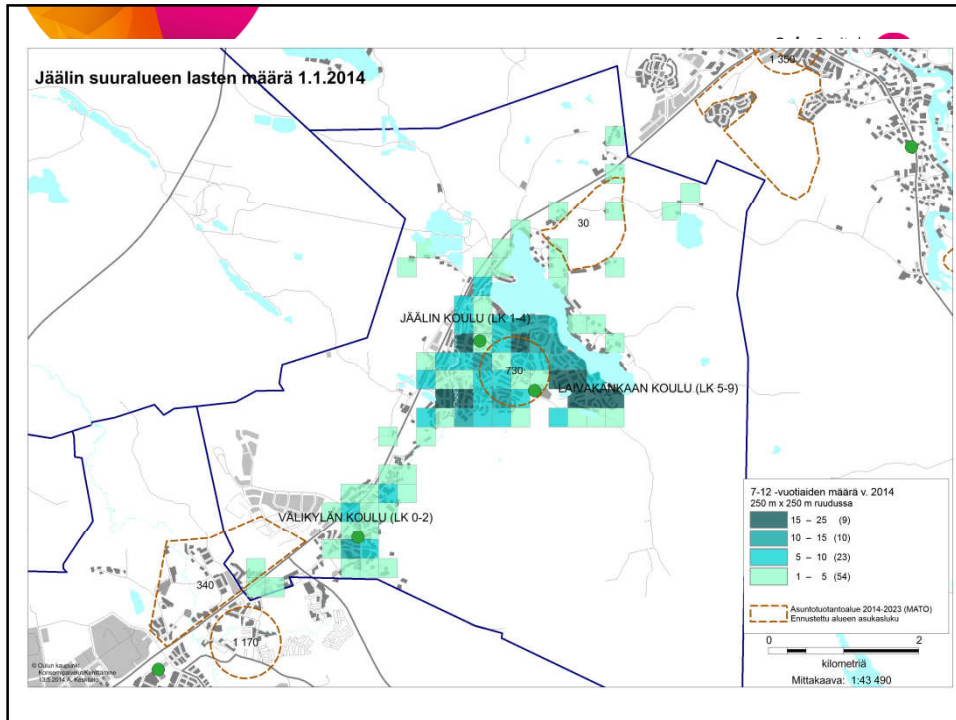 Jäälin suuralueen lasten määrä 1.1.2014
1 350
30
JÄÄLIN KOULU (LK 1-4)
730
LAIVAKANKAAN KOULU (LK 5-9)
VÄLIKYLÄN KOULU (LK 0-2)
340
1 170
7-12 -vuotiaiden määrä v. 2014
250 m x 250 m ruudussa
15 – 25 (9)
10 – 15 (10)
5 – 10 (23)
1 – 5 (54)
Asuntotuotantoalue 2014-2023 (MATO)
Ennustettu alueen asukasluku
0 2
kilometriä
Mittakaava: 1:43 490
© Oulun kaupunki
13.5.2014 A.